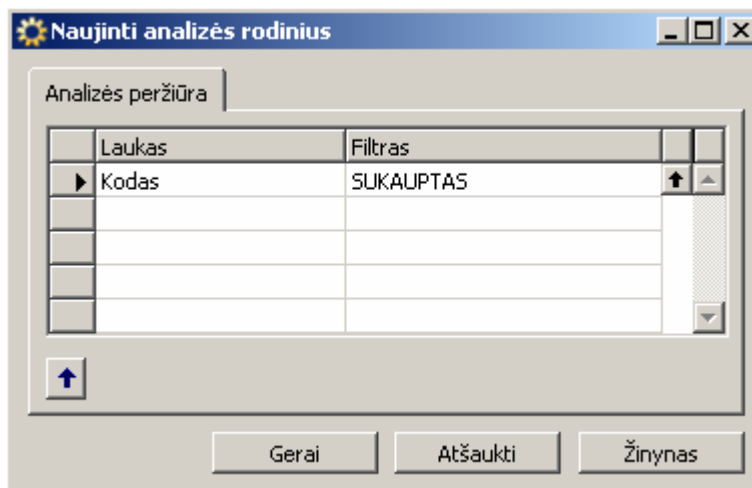 Naujinti analizės rodinius
Analizės peržiūra
Laukas Filtras
Kodas SUKAUPTAS
Gerai Atšaukti Žinynas